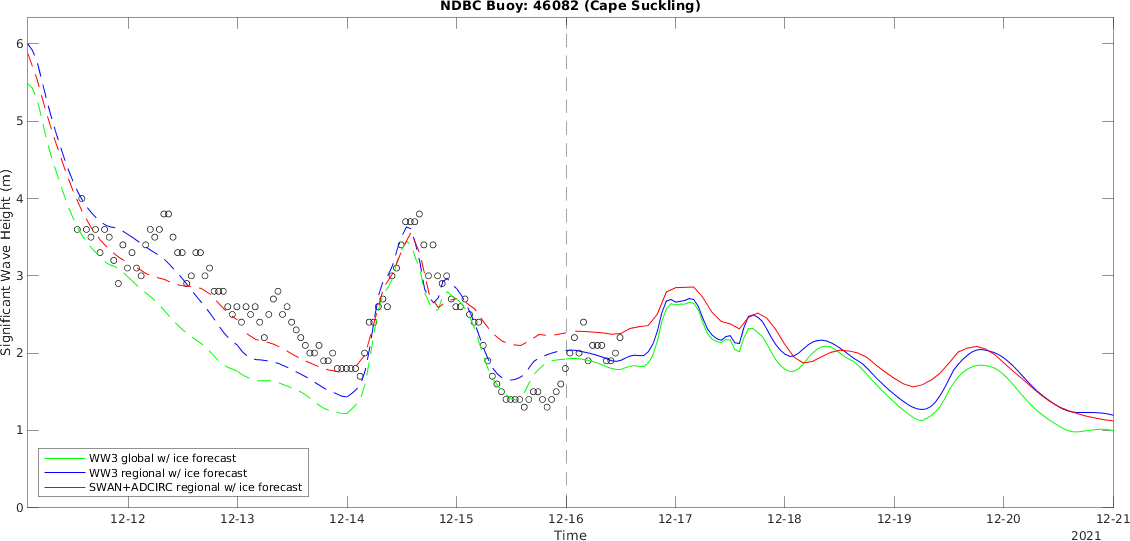 NDBC Buoy: 46082 (Cape Suckling)
6
5
4
3
2
1
0
Significant Wave Height (m)
WW3 global w/ ice forecast
WW3 regional w/ ice forecast
SWAN+ADCIRC regional w/ ice forecast
12-12 12-13 12-14 12-15 12-16 12-17 12-18 12-19 12-20 12-21
Time
2021